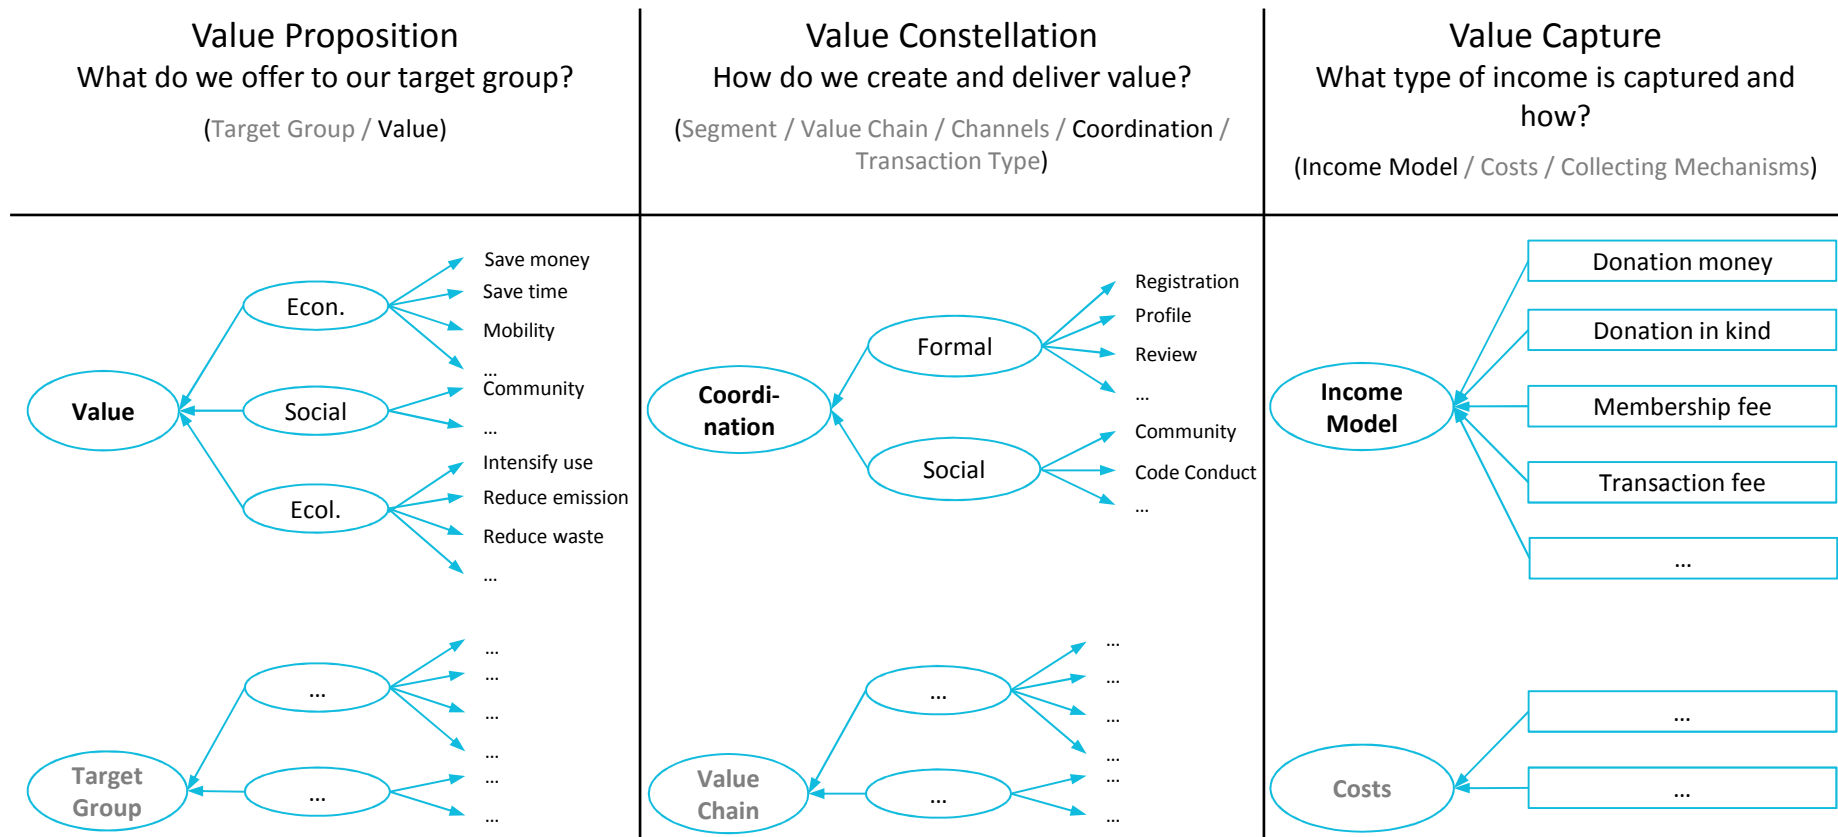 Value Proposition
What do we offer to our target group?
(Target Group / Value)
Value Constellation
How do we create and deliver value?
(Segment / Value Chain / Channels / Coordination /
Transaction Type)
Value Capture
What type of income is captured and
how?
(Income Model / Costs / Collecting Mechanisms)
Value
Econ.
Save money
Save time
Mobility
...
Social
Community
...
Ecol.
Intensify use
Reduce emission
Reduce waste
...
Target
Group
...
...
...
...
...
...
...
...
Coordi-
nation
Formal
Registration
Profile
Review
...
Social
Community
Code Conduct
...
Value
Chain
...
...
...
...
...
...
...
...
Income
Model
Donation money
Donation in kind
Membership fee
Transaction fee
...
Costs
...
...